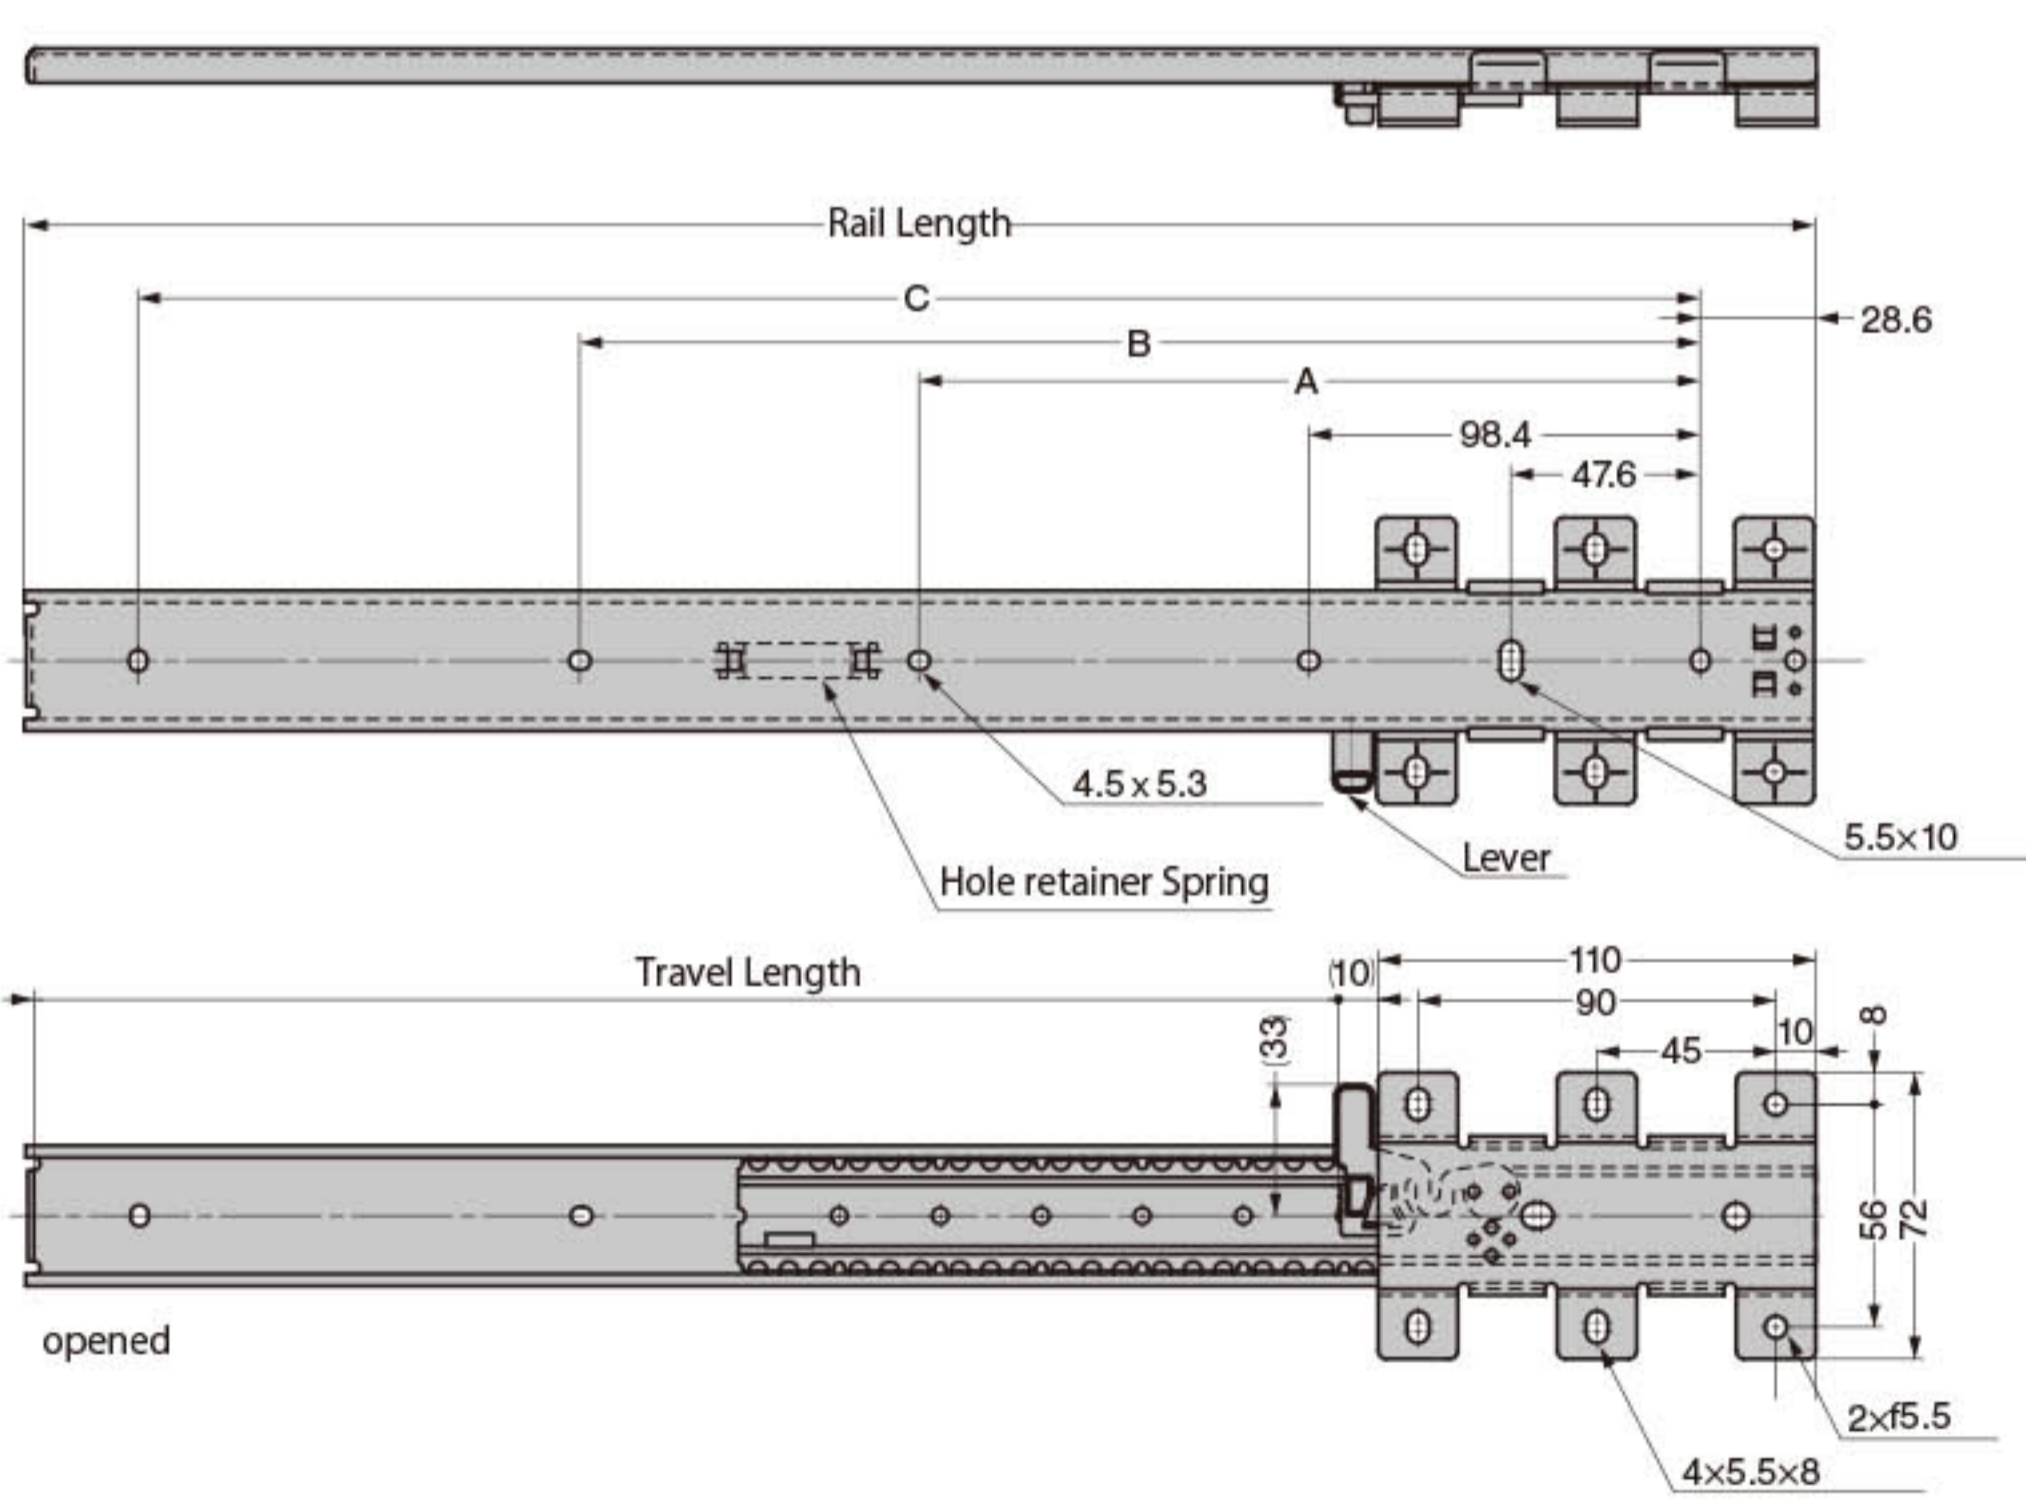 Rail Length
C
28.6
B
A
98.4
47.6
4.5 x 5.3
5.5×10
Lever
Hole retainer Spring
Travel Length
(10)
110
90
8
10
45
(33)
56
72
opened
2×f5.5
4×5.5×8